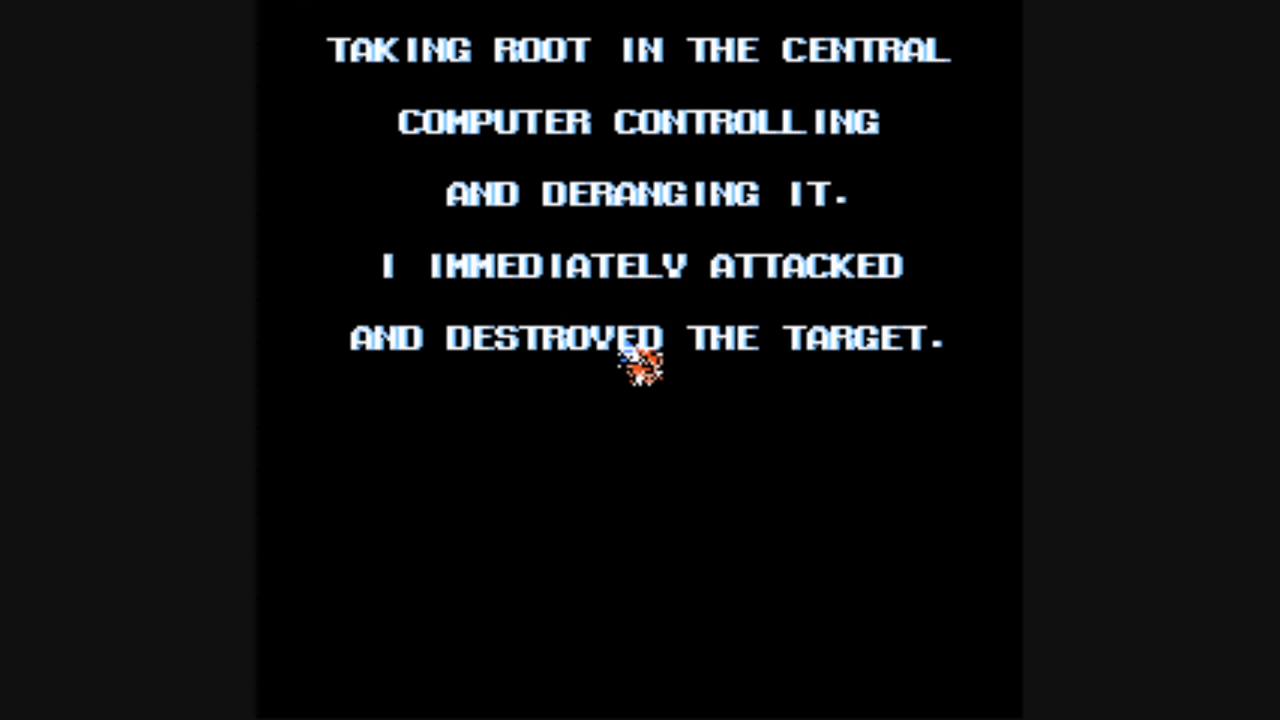 TAKING ROOT IN THE CENTRAL
COMPUTER CONTROLLING
AND DERANGING IT.
I IMMEDIATELY ATTACKED
AND DESTROYED THE TARGET.